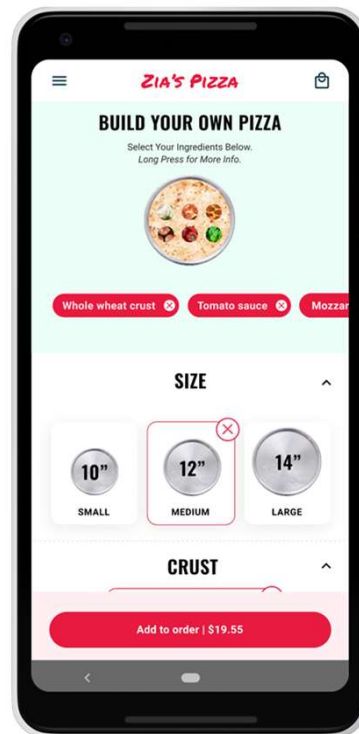 ZIA'S PIZZA
BUILD YOUR OWN PIZZA
Select Your Ingredients Below.
Long Press for More Info.
Whole wheat crust
Tomato sauce
Mozzar
SIZE
10”
12”
14”
SMALL
MEDIUM
LARGE
CRUST
Add to order | $19.55